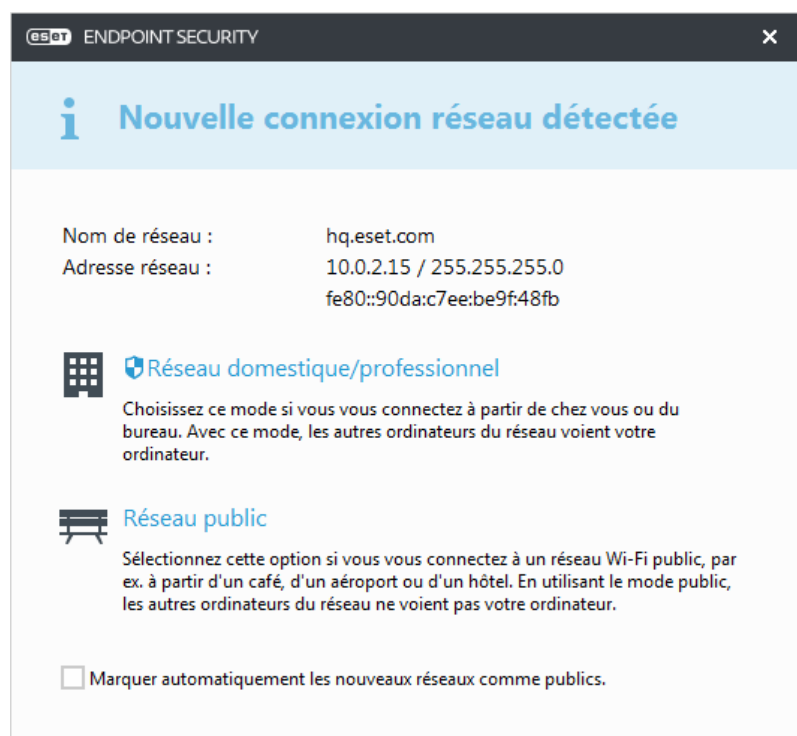 eset ENDPOINT SECURITY
Nouvelle connexion réseau détectée
Nom de réseau : hq.eset.com
Adresse réseau : 10.0.2.15 / 255.255.255.0
fe80::90da:c7ee:be9f:48fb
Réseau domestique/professionnel
Choisissez ce mode si vous vous connectez à partir de chez vous ou du
bureau. Avec ce mode, les autres ordinateurs du réseau voient votre
ordinateur.
Réseau public
Sélectionnez cette option si vous vous connectez à un réseau Wi-Fi public, par
ex. à partir d'un café, d'un aéroport ou d'un hôtel. En utilisant le mode public,
les autres ordinateurs du réseau ne voient pas votre ordinateur.
Marquer automatiquement les nouveaux réseaux comme publics.